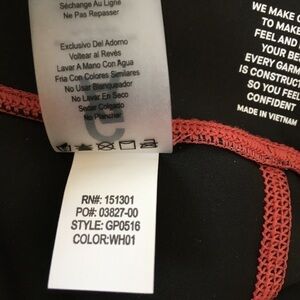 Séchange Au Ligne
Ne Pas Repasser
Exclusivo Del Adorno
Voltear al Revés
Lavar A Mano Con Agua
Fria Con Colores Similares
No Usar Blanqueador
No Lavar En Seco
Secar Colgado
No Planchar
RN#: 151301
PO#: 03827-00
STYLE: GP0516
COLOR:WH01
WE MAKE
TO MAKE
FEEL AND
YOUR BE
EVERY GARM
IS CONSTRUC
SO YOU FEEL
CONFIDENT
MADE IN VIETNAM